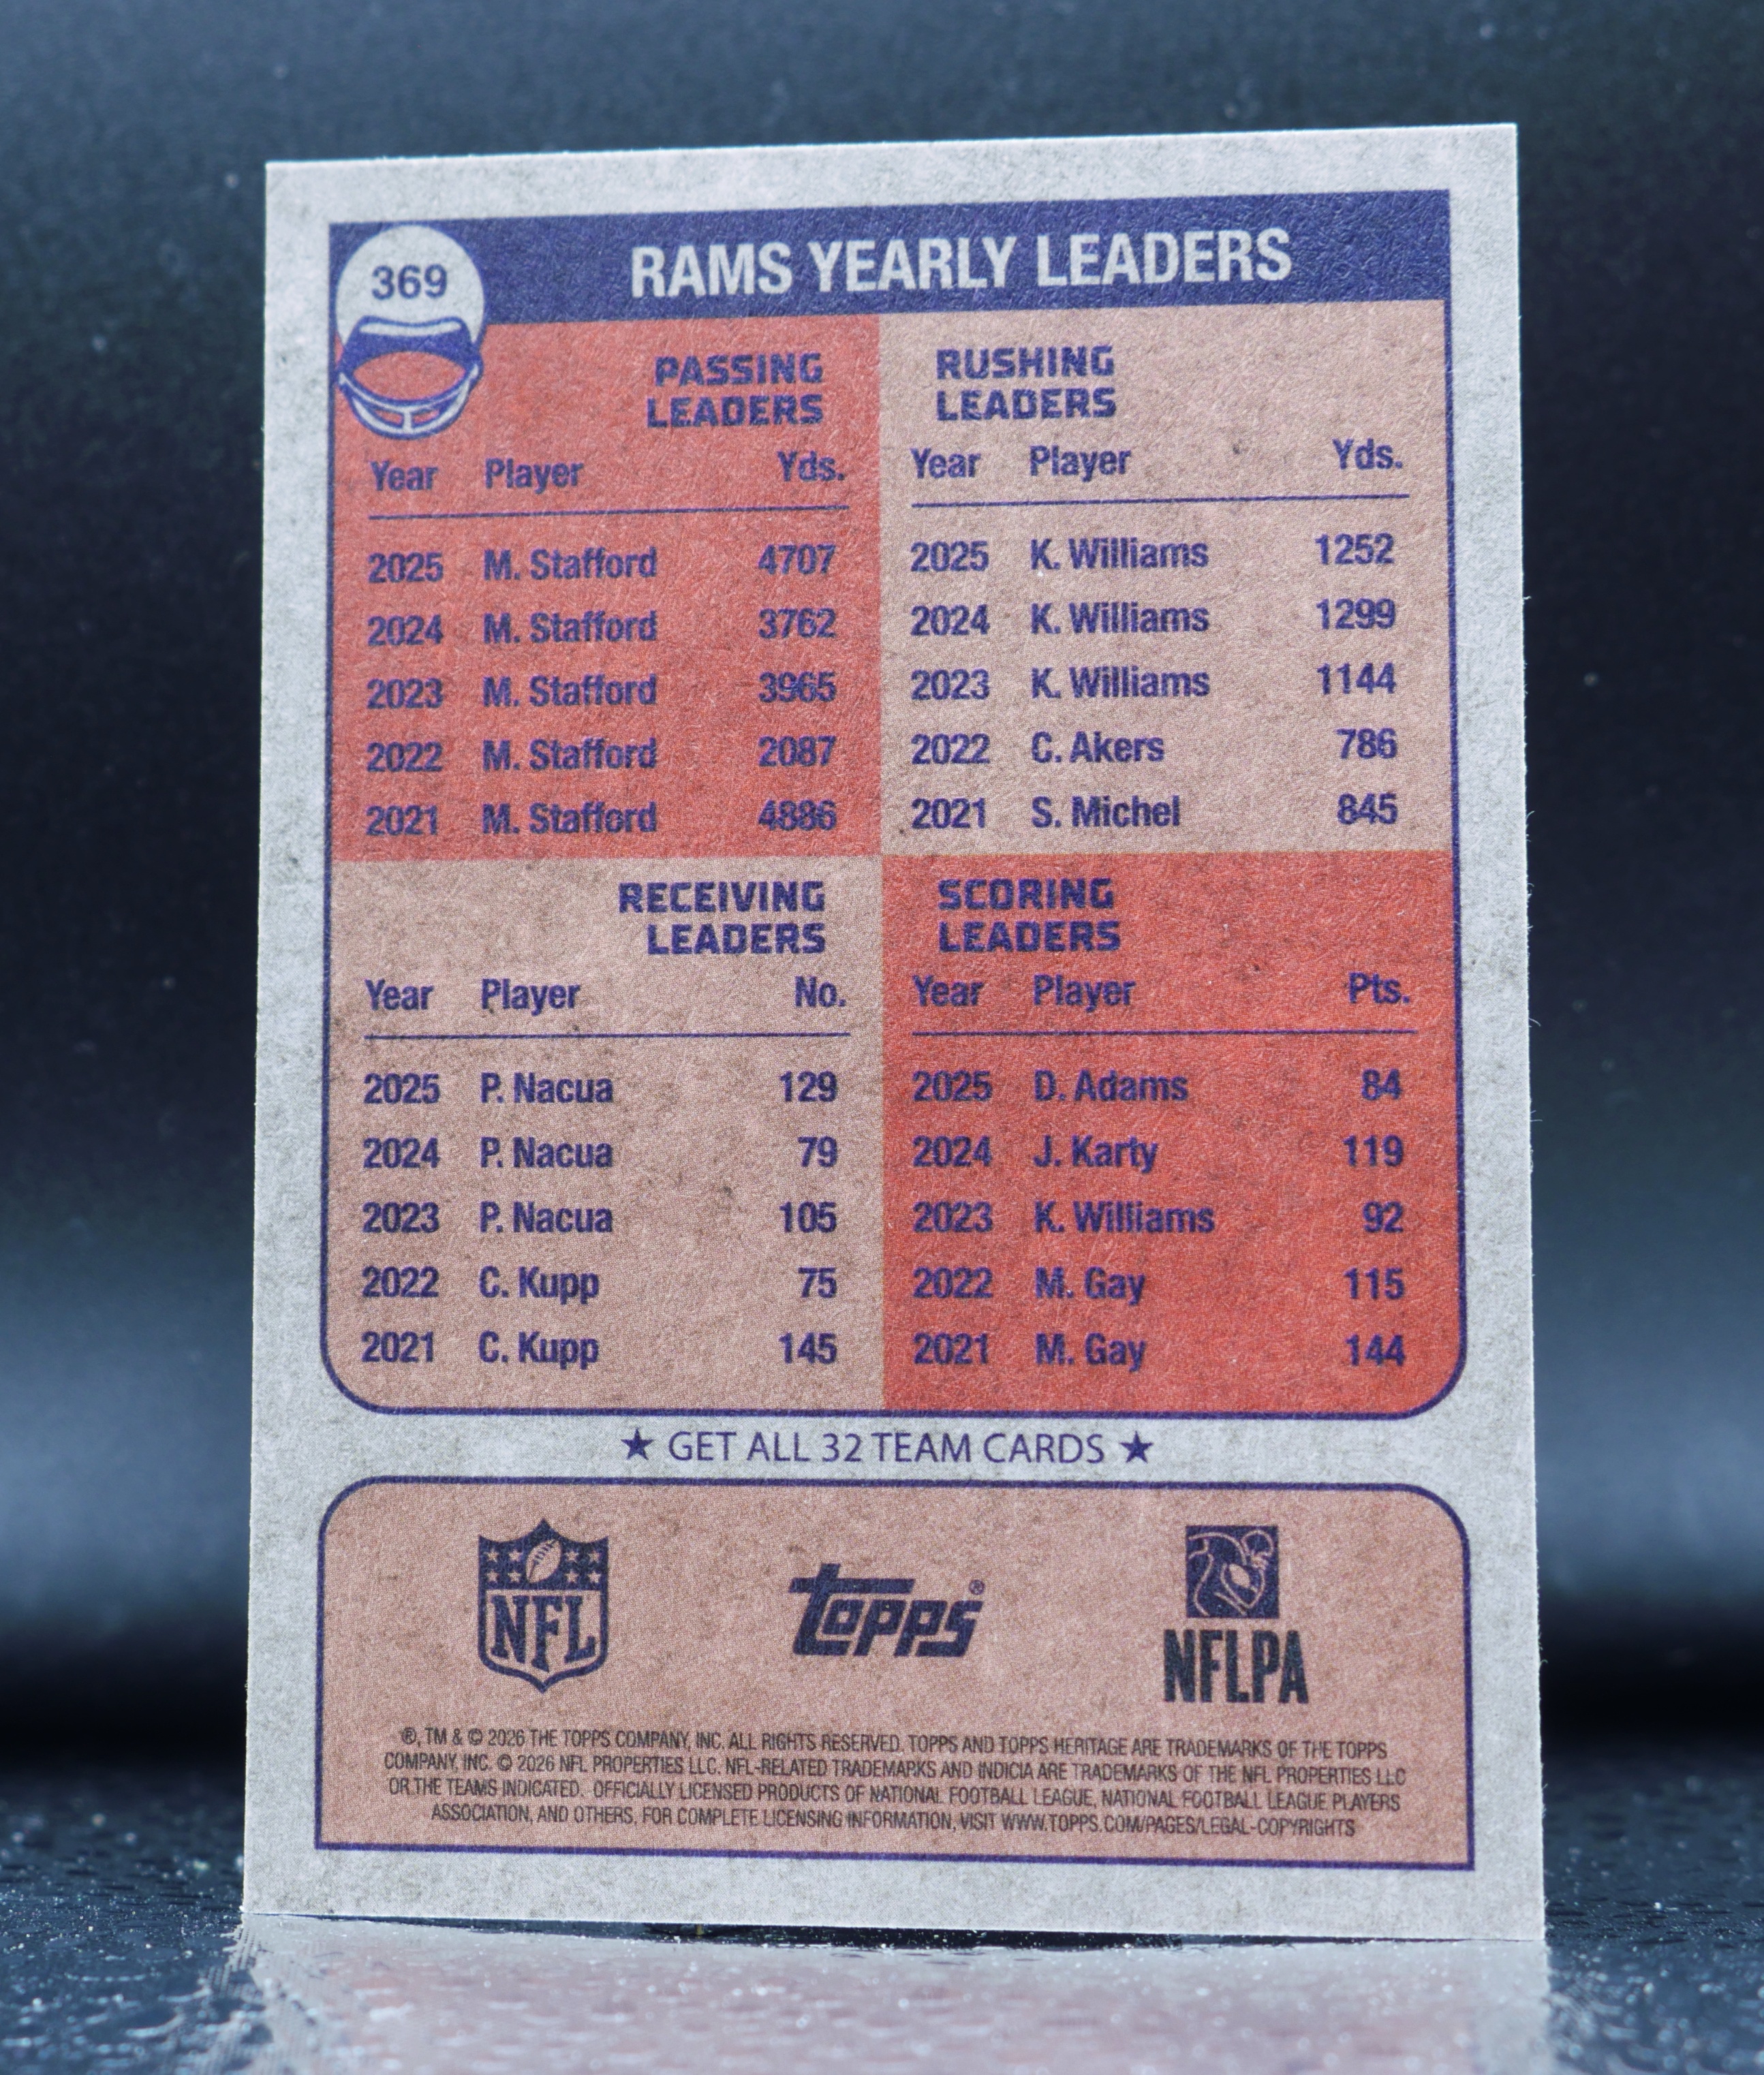 369
RAMS YEARLY LEADERS
PASSING
LEADERS
Year Player Yds.
2025 M. Stafford 4707
2024 M. Stafford 3762
2023 M. Stafford 3965
2022 M. Stafford 2087
2021 M. Stafford 4886
RUSHING
LEADERS
Year Player Yds.
2025 K. Williams 1252
2024 K. Williams 1299
2023 K. Williams 1144
2022 C. Akers 786
2021 S. Michel 845
RECEIVING
LEADERS
Year Player No.
2025 P. Nacua 129
2024 P. Nacua 79
2023 P. Nacua 105
2022 C. Kupp 75
2021 C. Kupp 145
SCORING
LEADERS
Year Player Pts.
2025 D. Adams 84
2024 J. Karty 119
2023 K. Williams 92
2022 M. Gay 115
2021 M. Gay 144
★ GET ALL 32 TEAM CARDS ★
NFL
topps®
NFLPA
®, TM & © 2026 THE TOPPS COMPANY, INC. ALL RIGHTS RESERVED. TOPPS AND TOPPS HERITAGE ARE TRADEMARKS OF THE TOPPS
COMPANY, INC. © 2026 NFL PROPERTIES LLC. NFL-RELATED TRADEMARKS AND INDICIA ARE TRADEMARKS OF THE NFL PROPERTIES LLC
OR THE TEAMS INDICATED. OFFICIALLY LICENSED PRODUCTS OF NATIONAL FOOTBALL LEAGUE, NATIONAL FOOTBALL LEAGUE PLAYERS
ASSOCIATION, AND OTHERS. FOR COMPLETE LICENSING INFORMATION, VISIT WWW.TOPPS.COM/PAGES/LEGAL-COPYRIGHTS